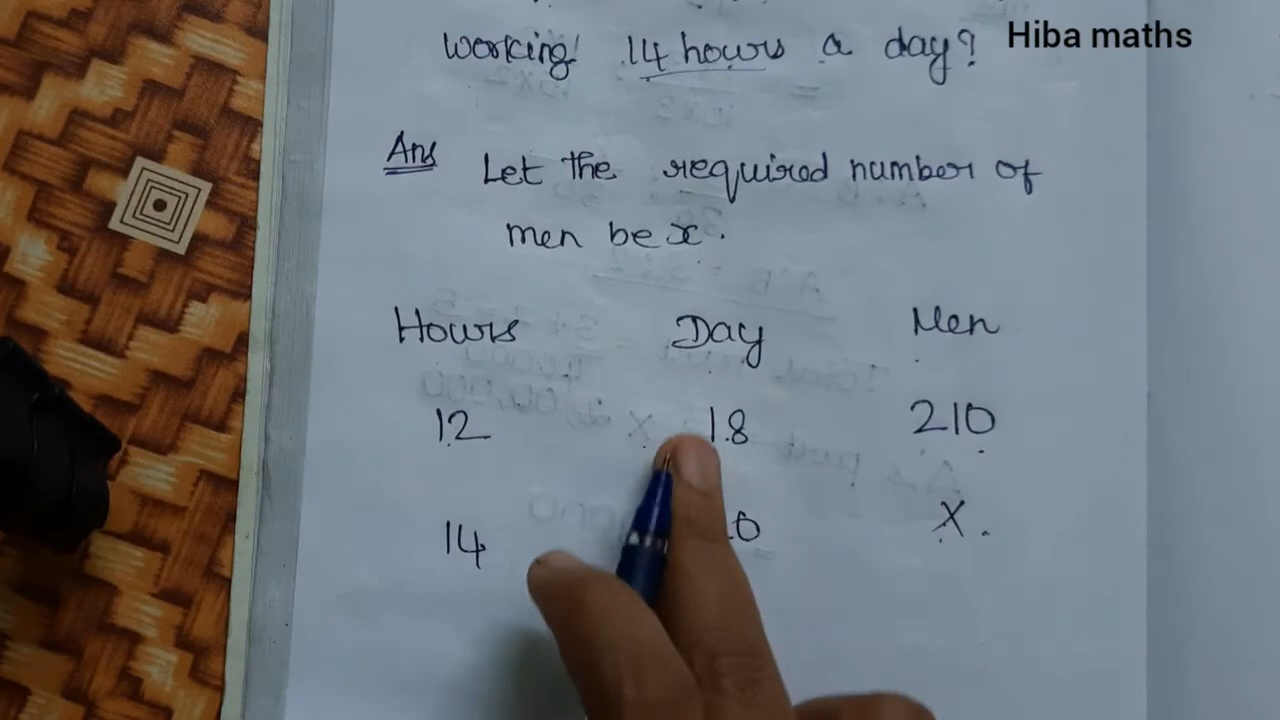 Hiba maths
working 14 hours a day?
Ans Let the required number of
men be x.
Hours Day Men
12 18 210
14 x.